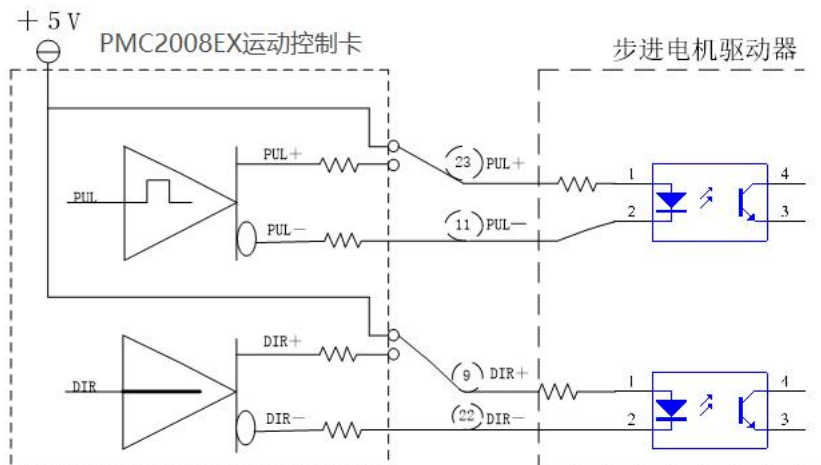 +5V
PMC2008EX运动控制卡
步进电机驱动器
PUL+
23 PUL+
1
4
PUL
2
3
PUL-
11 PUL-
DIR+
9 DIR+
1
4
DIR
DIR-
22 DIR-
2
3